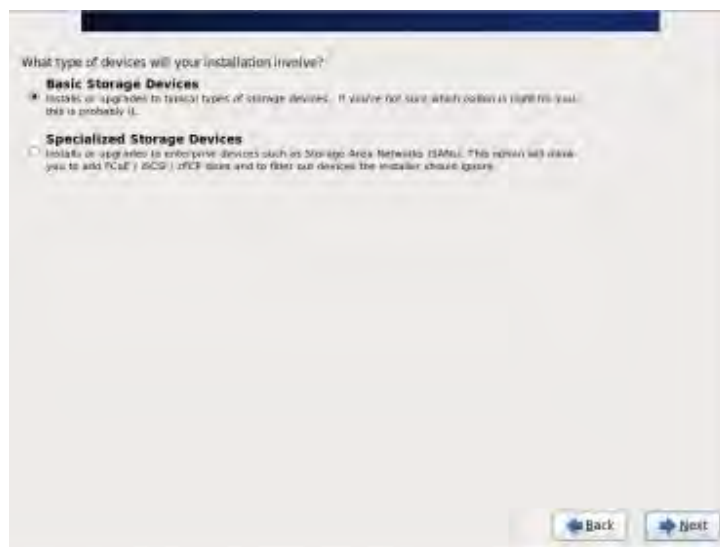 What type of devices will your installation involve?
Basic Storage Devices
Installs or upgrades to typical types of storage devices. If you're not sure which option is right for you,
this is probably it.
Specialized Storage Devices
Installs or upgrades to enterprise devices such as Storage Area Networks (SANs). This option will allow
you to add FCoE / iSCSI / zFCP disks and to filter out devices the installer should ignore.
Back
Next